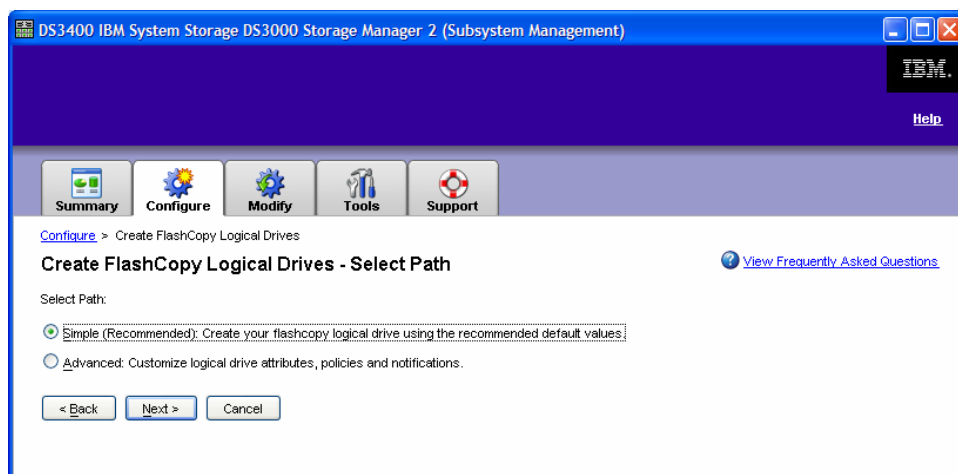 DS3400 IBM System Storage DS3000 Storage Manager 2 (Subsystem Management)
IBM.
Help
Summary
Configure
Modify
Tools
Support
Configure > Create FlashCopy Logical Drives
Create FlashCopy Logical Drives - Select Path
View Frequently Asked Questions
Select Path:
Simple (Recommended): Create your flashcopy logical drive using the recommended default values.
Advanced: Customize logical drive attributes, policies and notifications.
< Back
Next >
Cancel